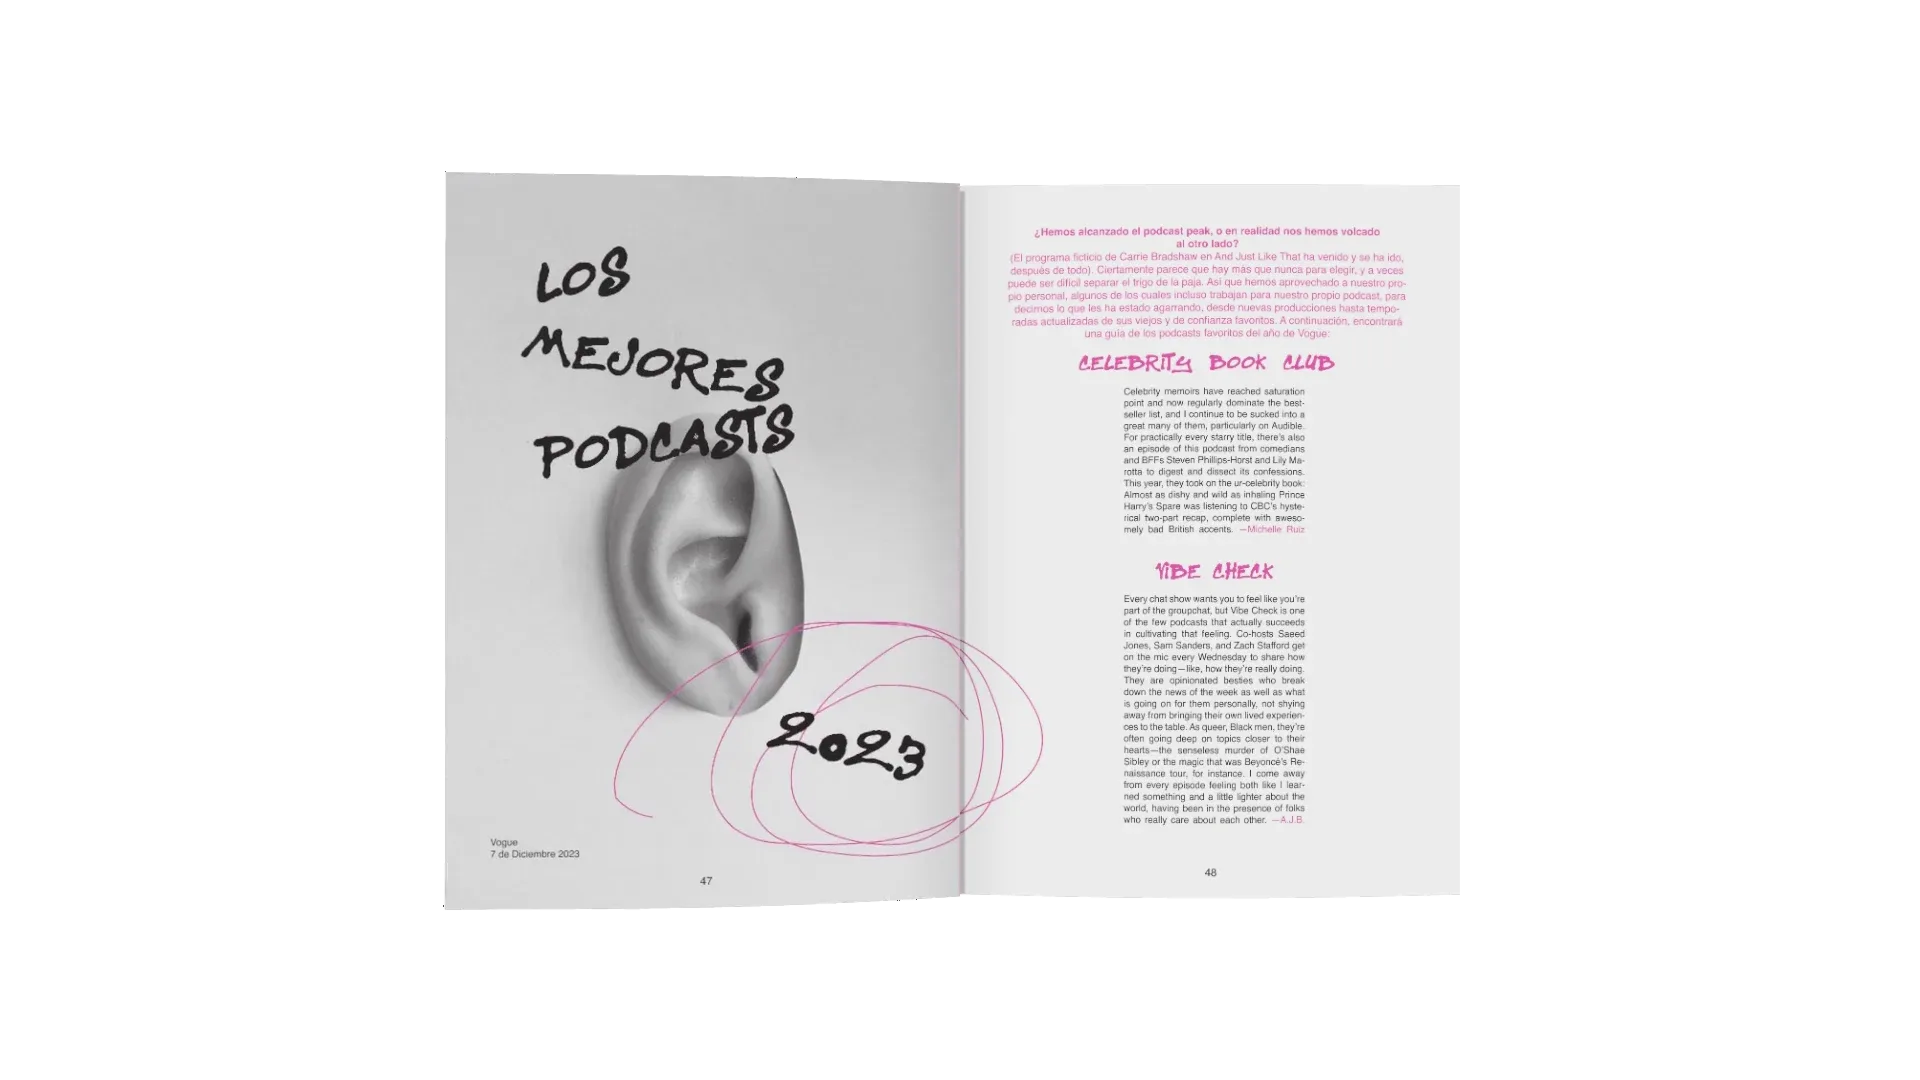 LOS
MEJORES
PODCASTS
2023
Vogue
7 de Diciembre 2023
47
¿Hemos alcanzado el podcast peak, o en realidad nos hemos volcado
al otro lado?
(El programa ficticio de Carrie Bradshaw en And Just Like That ha venido y se ha ido,
después de todo). Ciertamente parece que hay más que nunca para elegir, y a veces
puede ser difícil separar el trigo de la paja. Así que hemos aprovechado a nuestro pro-
pio personal, algunos de los cuales incluso trabajan para nuestro propio podcast, para
decirnos lo que les ha estado agarrando, desde nuevas producciones hasta tempo-
radas actualizadas de sus viejos y de confianza favoritos. A continuación, encontrará
una guía de los podcasts favoritos del año de Vogue:
CELEBRITY BOOK CLUB
Celebrity memoirs have reached saturation
point and now regularly dominate the best-
seller list, and I continue to be sucked into a
great many of them, particularly on Audible.
For practically every starry title, there's also
an episode of this podcast from comedians
and BFFs Steven Phillips-Horst and Lily Ma-
rotta to digest and dissect its confessions.
This year, they took on the ur-celebrity book:
Almost as dishy and wild as inhaling Prince
Harry's Spare was listening to CBC's hyste-
rical two-part recap, complete with aweso-
mely bad British accents. —Michelle Ruiz
VIBE CHECK
Every chat show wants you to feel like you're
part of the groupchat, but Vibe Check is one
of the few podcasts that actually succeeds
in cultivating that feeling. Co-hosts Saeed
Jones, Sam Sanders, and Zach Stafford get
on the mic every Wednesday to share how
they're doing—like, how they're really doing.
They are opinionated besties who break
down the news of the week as well as what
is going on for them personally, not shying
away from bringing their own lived experien-
ces to the table. As queer, Black men, they're
often going deep on topics closer to their
hearts—the senseless murder of O'Shae
Sibley or the magic that was Beyoncé's Re-
naissance tour, for instance. I come away
from every episode feeling both like I lear-
ned something and a little lighter about the
world, having been in the presence of folks
who really care about each other. —A.J.B.
48